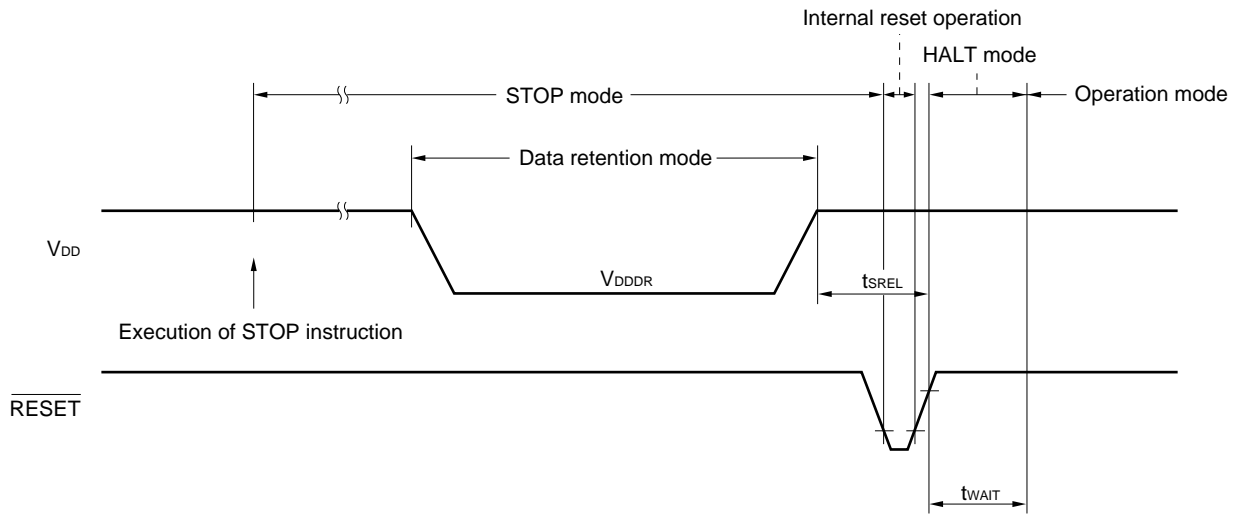 Internal reset operation
HALT mode
STOP mode
Operation mode
Data retention mode
VDD
VDDDR
tSREL
Execution of STOP instruction
RESET
tWAIT